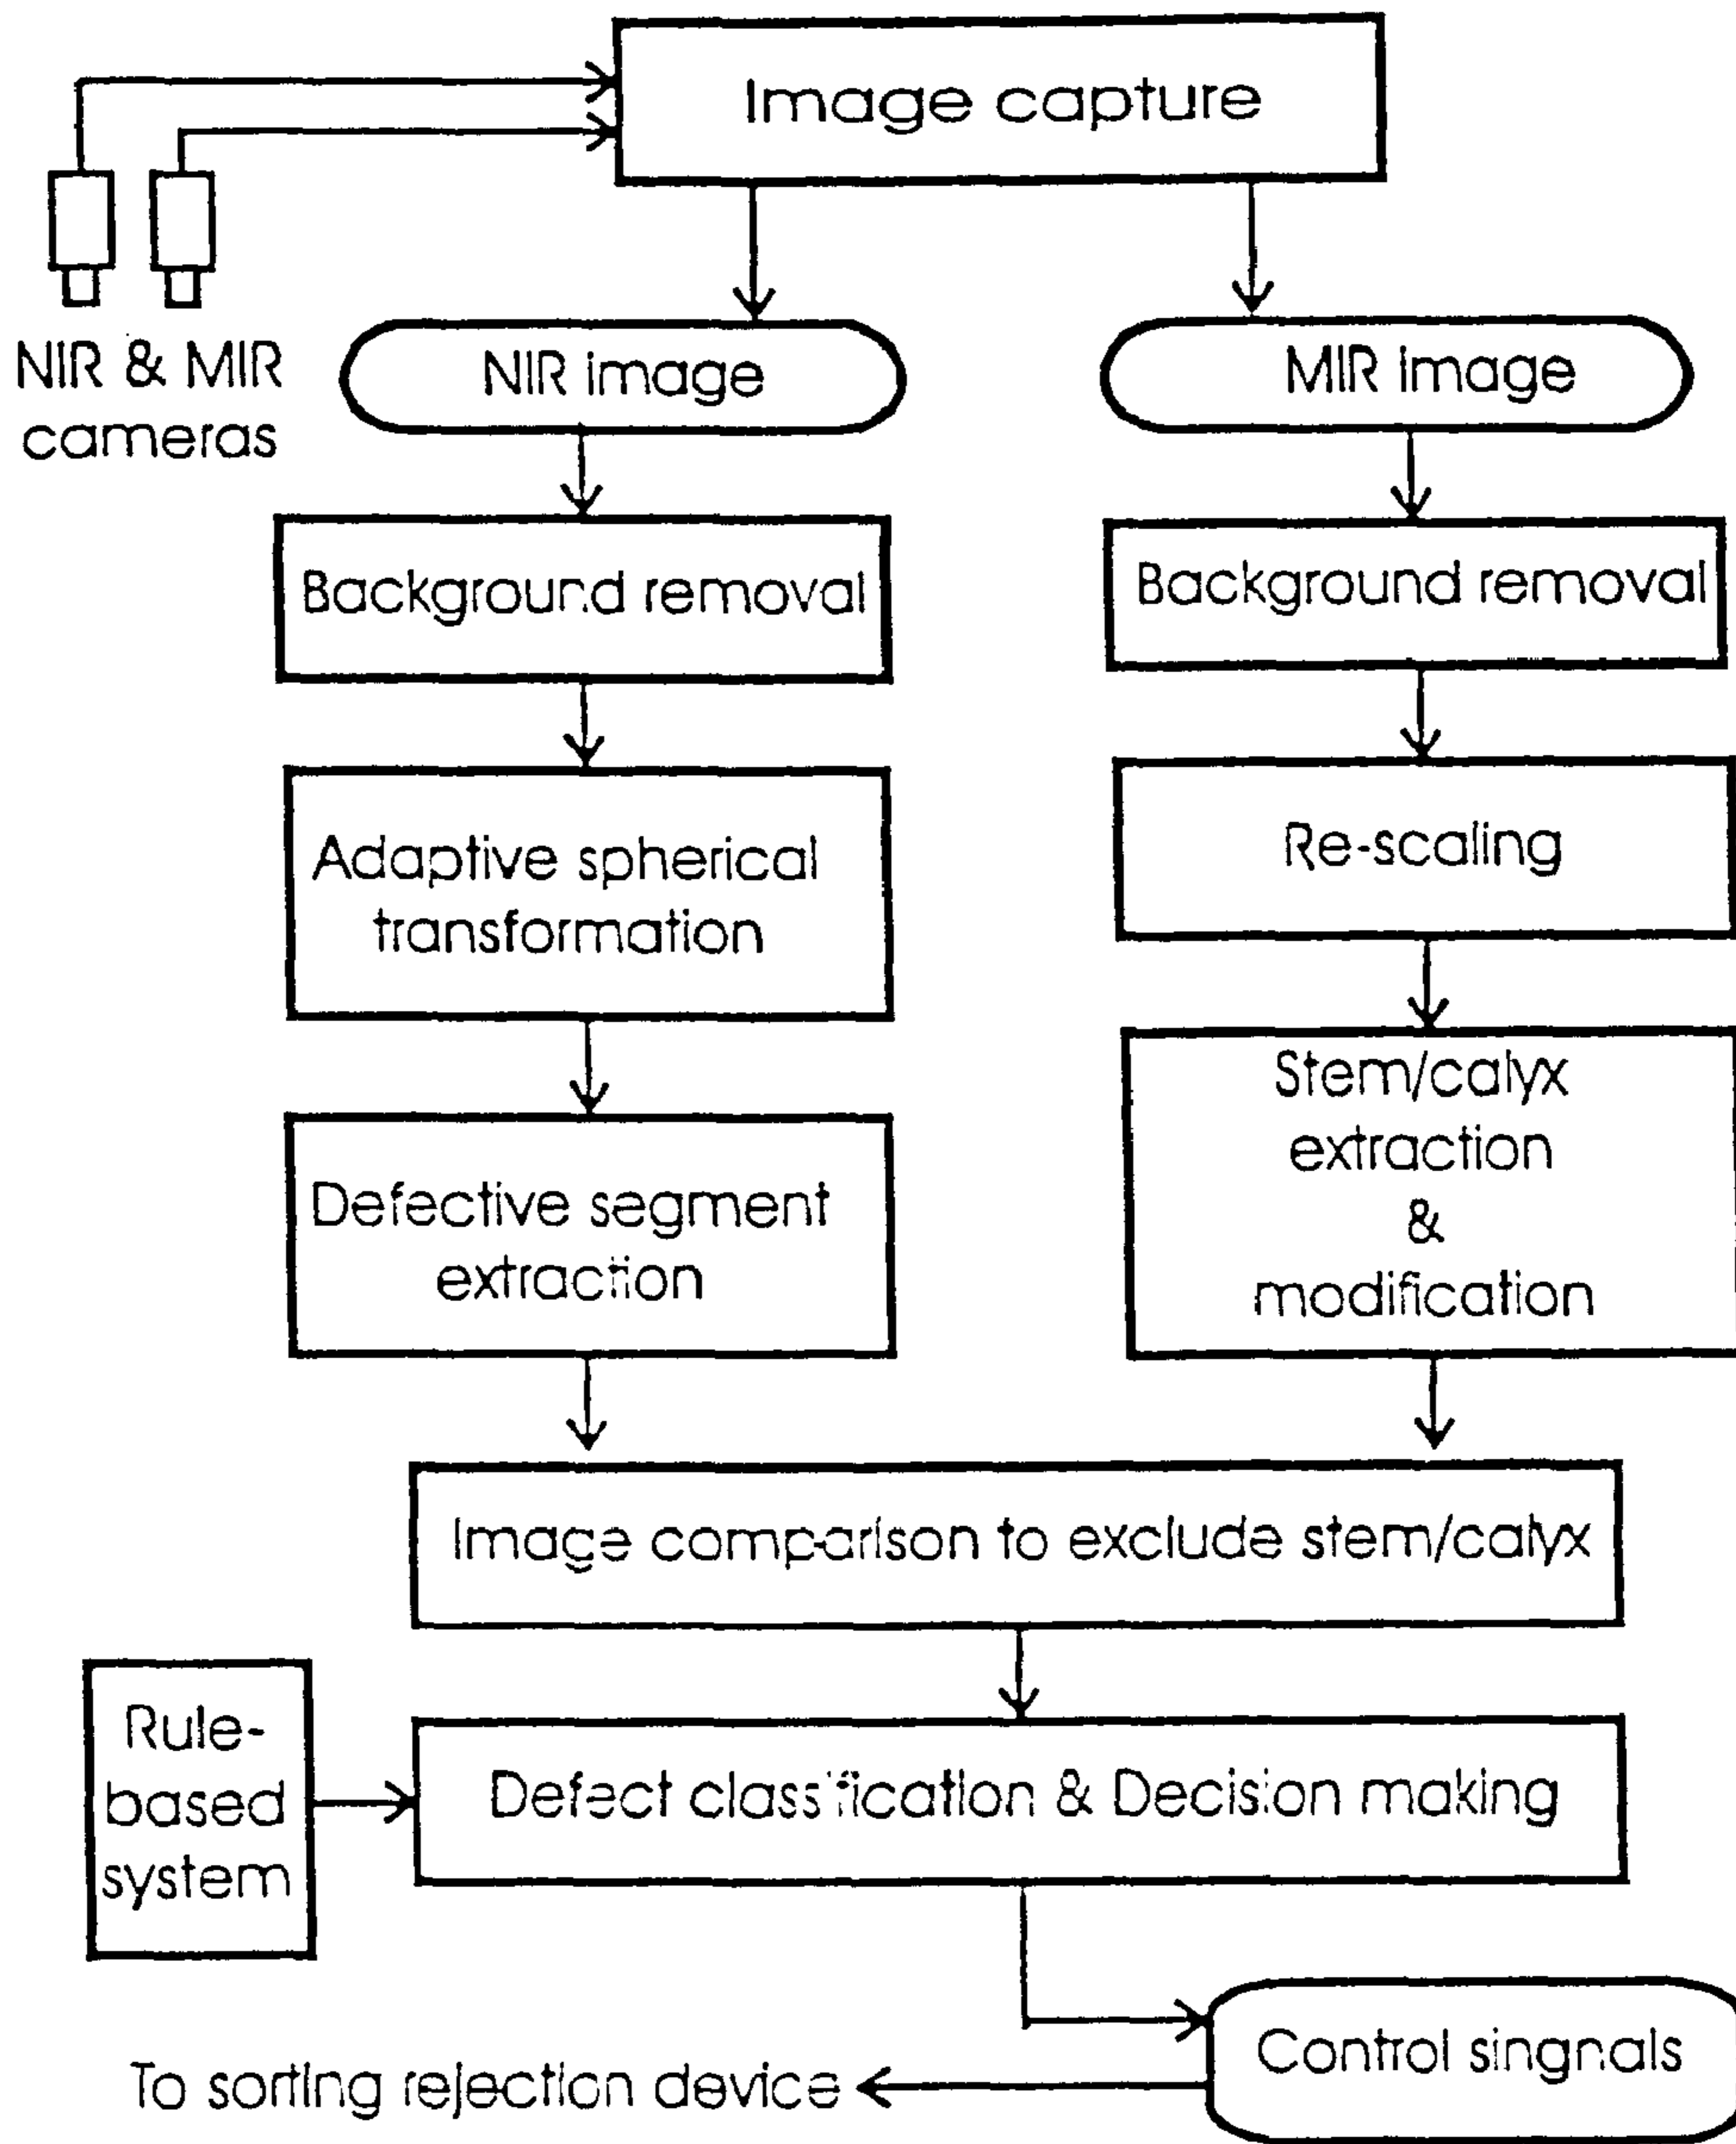 Image capture
NIR & MIR
cameras
NIR image
MIR image
Background removal
Background removal
Adaptive spherical
transformation
Re-scaling
Defective segment
extraction
Stem/calyx
extraction
&
modification
Image comparison to exclude stem/calyx
Rule-
based
system
Defect classification & Decision making
Control singnals
To sorting rejection device